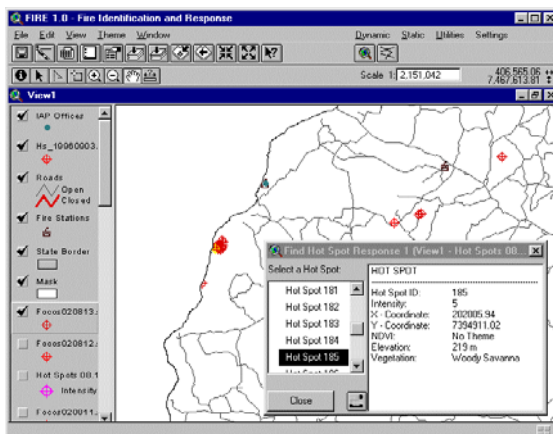 FIRE 1.0 - Fire Identification and Response
File Edit View Theme Window Dynamic Static Utilities Settings
Scale 1: 2,151,042 406,565.06
7,467,613.81
View1
IAP Offices
Hs_19960903.
Roads
Open
Closed
Fire Stations
State Border
Mask
Focos020813.
Focos020812.
Hot Spots 08.1
Intensity
Focos020811.
Find Hot Spot Response 1 (View1 - Hot Spots 08...
Select a Hot Spot:
Hot Spot 181
Hot Spot 182
Hot Spot 183
Hot Spot 184
Hot Spot 185
Close
HOT SPOT
Hot Spot ID: 185
Intensity: 5
X - Coordinate: 202005.94
Y - Coordinate: 7394911.02
NDVI: No Theme
Elevation: 219 m
Vegetation: Woody Savanna